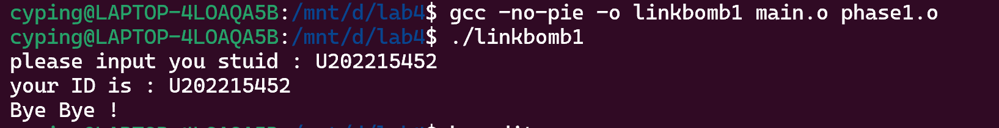 cyping@LAPTOP-4LOAQA5B:/mnt/d/lab4$ gcc -no-pie -o linkbomb1 main.o phase1.o
cyping@LAPTOP-4LOAQA5B:/mnt/d/lab4$ ./linkbomb1
please input you stuid : U202215452
your ID is : U202215452
Bye Bye !